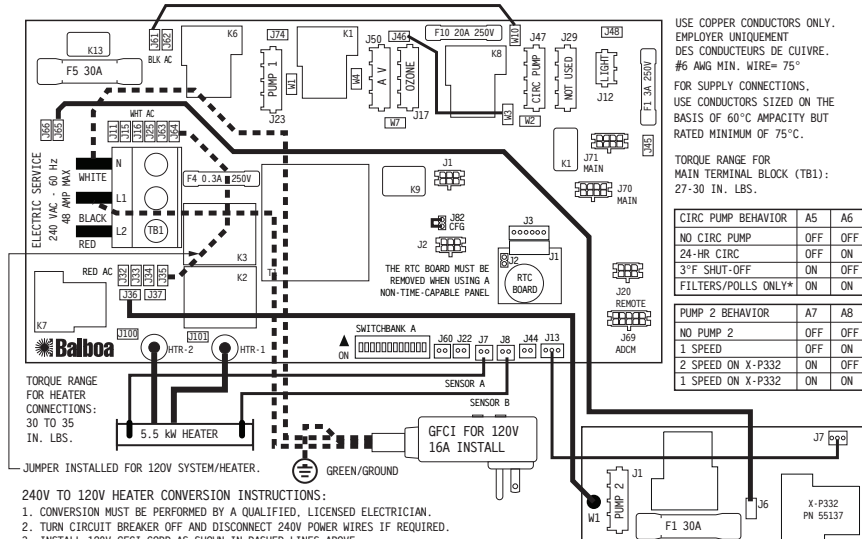 J61
J62
BLK AC
K13
F5 30A
K6
J74
PUMP 1
J23
W1
K1
W4
J50
A V
J46
OZONE
J17
W7
F10 20A 250V
W10
K8
W3
J47
CIRC PUMP
W2
J29
NOT USED
J48
LIGHT
J12
F1 3A 250V
J45
K1
J71
MAIN
J70
MAIN
J66
J65
WHT AC
J11
J15
J16
J25
J63
J64
ELECTRIC SERVICE
240 VAC - 60 Hz
48 AMP MAX
N
WHITE
L1
BLACK
L2
RED
TB1
F4 0.3A 250V
K3
K2
T1
K9
J1
J82
CFG
J2
J3
J2
J1
RTC
BOARD
THE RTC BOARD MUST BE
REMOVED WHEN USING A
NON-TIME-CAPABLE PANEL
J20
REMOTE
J69
ADCM
RED AC
J32
J33
J34
J35
J36
J37
K7
J100
J101
HTR-2
HTR-1
Balboa
SWITCHBANK A
ON
J60 J22 J7 J8 J44 J13
SENSOR A
SENSOR B
TORQUE RANGE
FOR HEATER
CONNECTIONS:
30 TO 35
IN. LBS.
5.5 kW HEATER
GFCI FOR 120V
16A INSTALL
GREEN/GROUND
JUMPER INSTALLED FOR 120V SYSTEM/HEATER.
240V TO 120V HEATER CONVERSION INSTRUCTIONS:
1. CONVERSION MUST BE PERFORMED BY A QUALIFIED, LICENSED ELECTRICIAN.
2. TURN CIRCUIT BREAKER OFF AND DISCONNECT 240V POWER WIRES IF REQUIRED.
USE COPPER CONDUCTORS ONLY.
EMPLOYER UNIQUEMENT
DES CONDUCTEURS DE CUIVRE.
#6 AWG MIN. WIRE= 75°
FOR SUPPLY CONNECTIONS,
USE CONDUCTORS SIZED ON THE
BASIS OF 60°C AMPACITY BUT
RATED MINIMUM OF 75°C.
TORQUE RANGE FOR
MAIN TERMINAL BLOCK (TB1):
27-30 IN. LBS.
CIRC PUMP BEHAVIOR A5 A6
NO CIRC PUMP OFF OFF
24-HR CIRC OFF ON
3°F SHUT-OFF ON OFF
FILTERS/POLLS ONLY* ON ON
PUMP 2 BEHAVIOR A7 A8
NO PUMP 2 OFF OFF
1 SPEED OFF ON
2 SPEED ON X-P332 ON OFF
1 SPEED ON X-P332 ON ON
J7
W1
PUMP 2
J1
F1 30A
J6
X-P332
PN 55137